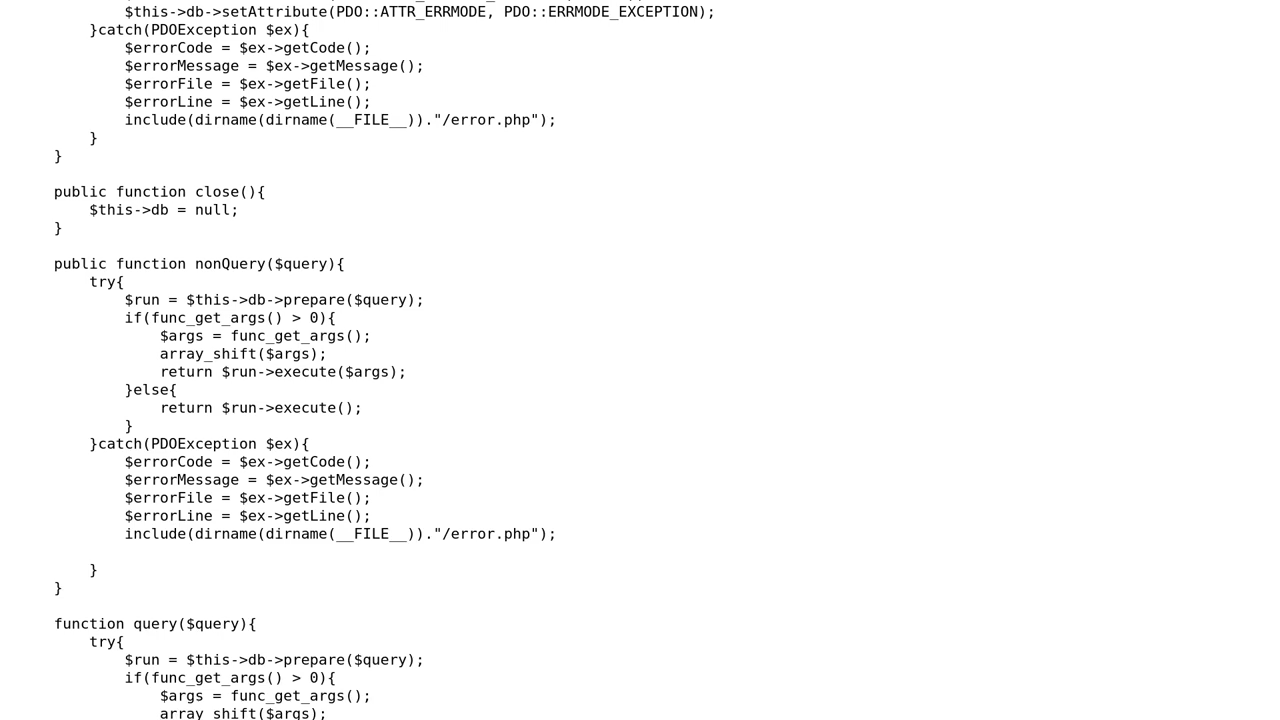 $this->db->setAttribute(PDO::ATTR_ERRMODE, PDO::ERRMODE_EXCEPTION);
}catch(PDOException $ex){
$errorCode = $ex->getCode();
$errorMessage = $ex->getMessage();
$errorFile = $ex->getFile();
$errorLine = $ex->getLine();
include(dirname(dirname(__FILE__))."/error.php");
}
}
public function close(){
$this->db = null;
}
public function nonQuery($query){
try{
$run = $this->db->prepare($query);
if(func_get_args() > 0){
$args = func_get_args();
array_shift($args);
return $run->execute($args);
}else{
return $run->execute();
}
}catch(PDOException $ex){
$errorCode = $ex->getCode();
$errorMessage = $ex->getMessage();
$errorFile = $ex->getFile();
$errorLine = $ex->getLine();
include(dirname(dirname(__FILE__))."/error.php");
}
}
function query($query){
try{
$run = $this->db->prepare($query);
if(func_get_args() > 0){
$args = func_get_args();
array_shift($args);